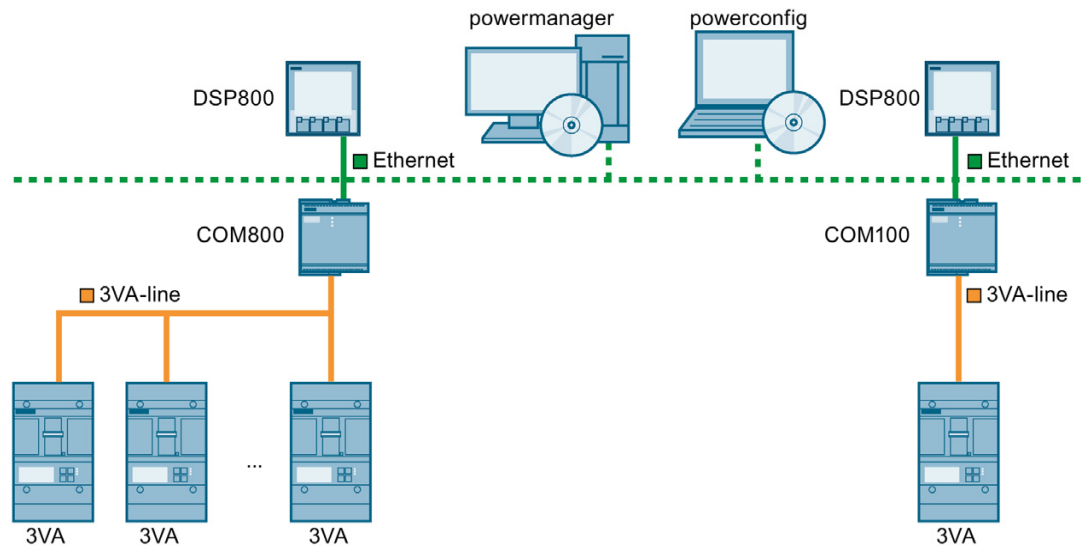 powermanager
powerconfig
DSP800
DSP800
Ethernet
Ethernet
COM800
COM100
3VA-line
3VA-line
...
3VA
3VA
3VA
3VA